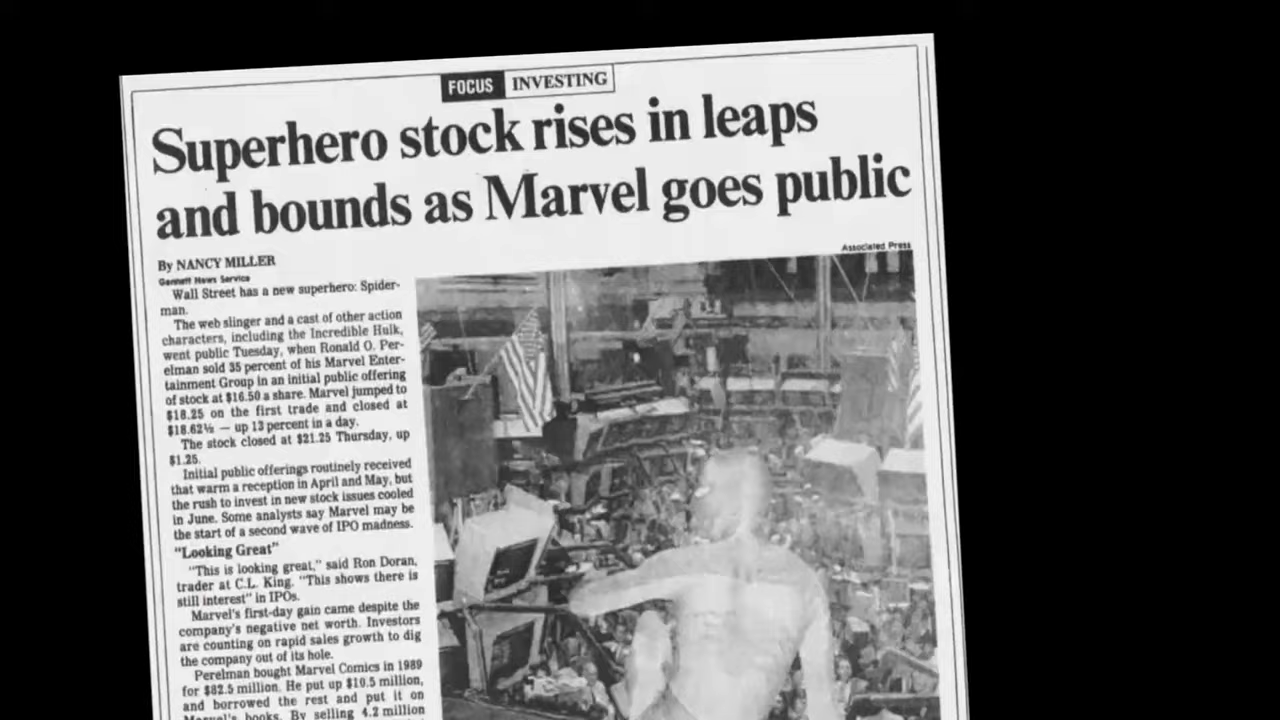 FOCUS INVESTING
Superhero stock rises in leaps
and bounds as Marvel goes public
Associated Press
By NANCY MILLER
Gannett News Service
Wall Street has a new superhero: Spider-
man.
The web slinger and a cast of other action
characters, including the Incredible Hulk,
went public Tuesday, when Ronald O. Per-
elman sold 35 percent of his Marvel Enter-
tainment Group in an initial public offering
of stock at $16.50 a share. Marvel jumped to
$18.25 on the first trade and closed at
$18.62½ — up 13 percent in a day.
The stock closed at $21.25 Thursday, up
$1.25.
Initial public offerings routinely received
that warm a reception in April and May, but
the rush to invest in new stock issues cooled
in June. Some analysts say Marvel may be
the start of a second wave of IPO madness.
"Looking Great"
"This is looking great," said Ron Doran,
trader at C.L. King. "This shows there is
still interest" in IPOs.
Marvel's first-day gain came despite the
company's negative net worth. Investors
are counting on rapid sales growth to dig
the company out of its hole.
Perelman bought Marvel Comics in 1989
for $82.5 million. He put up $10.5 million,
and borrowed the rest and put it on
Marvel's books. By selling 4.2 million